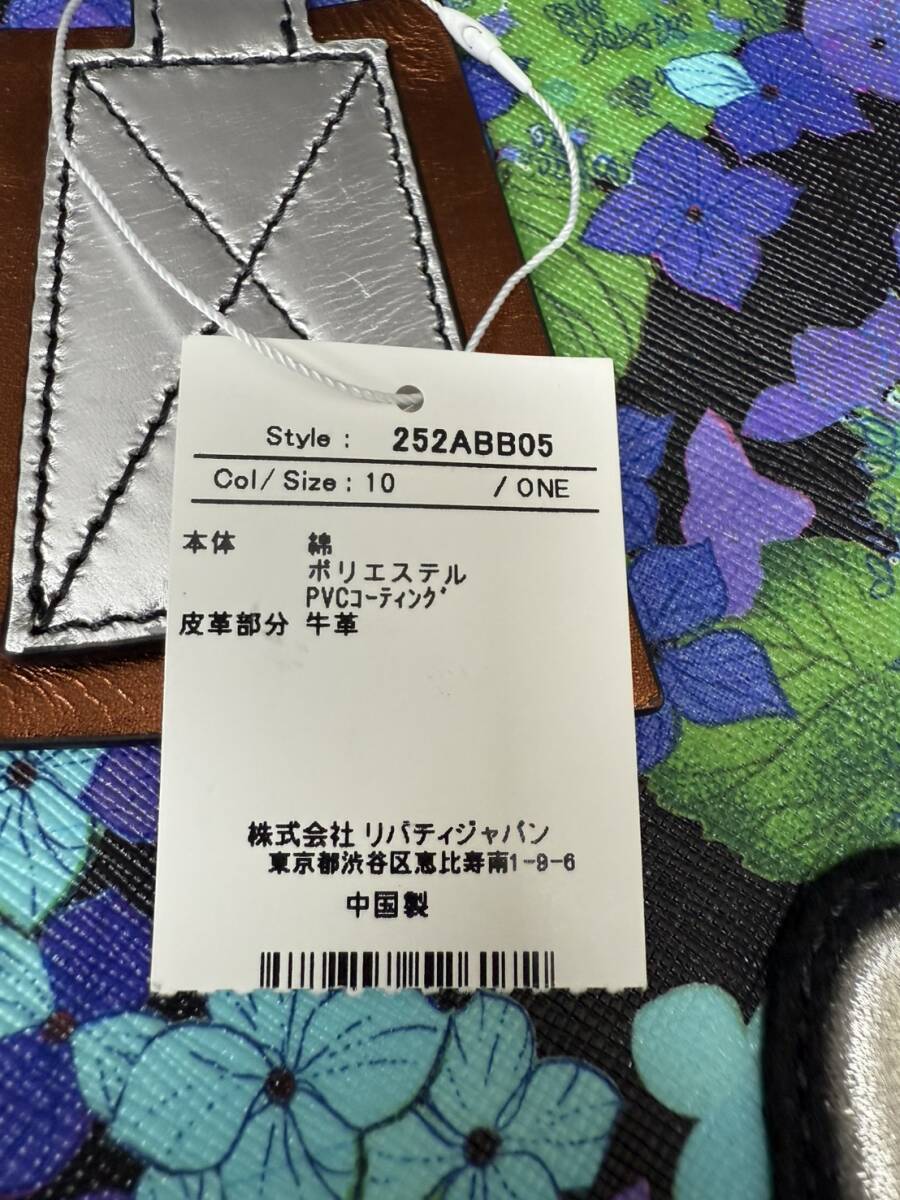 Style : 252ABB05
Col/Size : 10 / ONE
本体 綿
ポリエステル
PVCｺｰﾃｨﾝｸﾞ
皮革部分 牛革
株式会社 リバティジャパン
東京都渋谷区恵比寿南1-9-6
中国製